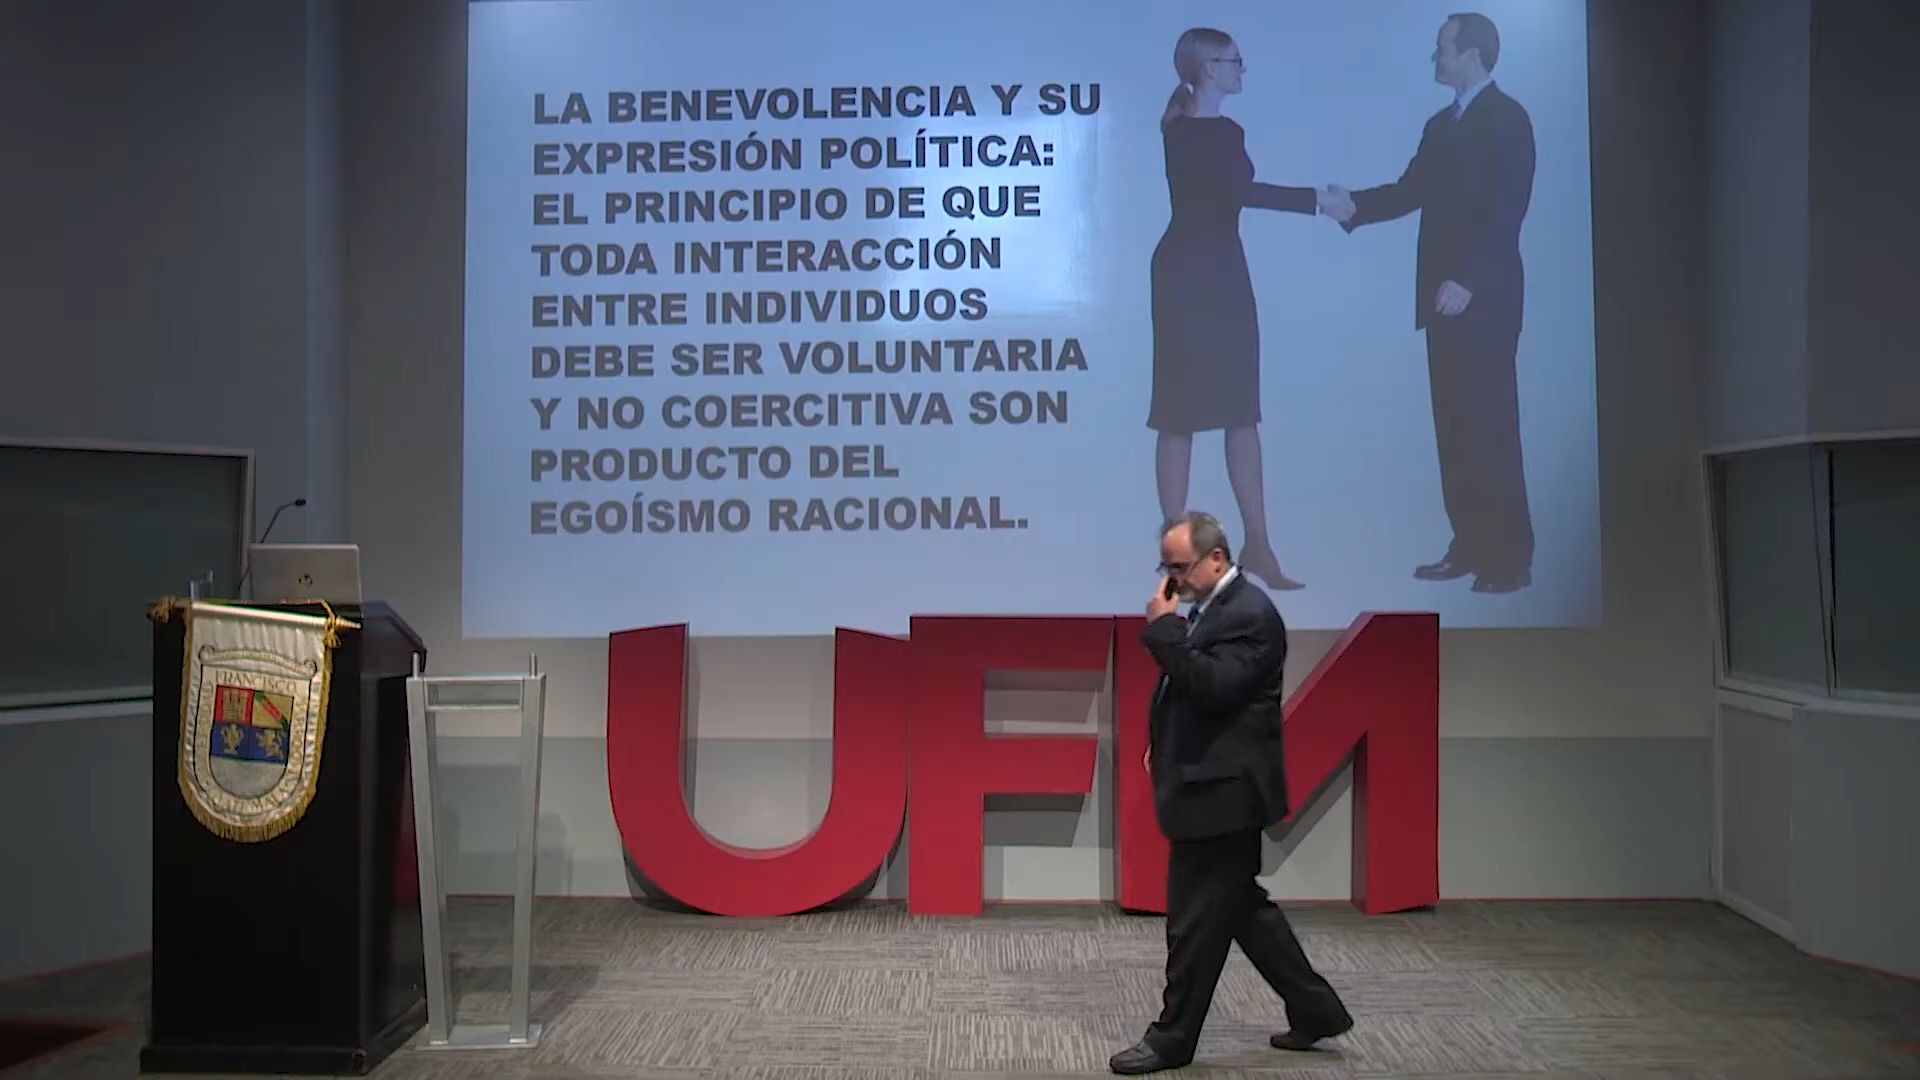 LA BENEVOLENCIA Y SU
EXPRESIÓN POLÍTICA:
EL PRINCIPIO DE QUE
TODA INTERACCIÓN
ENTRE INDIVIDUOS
DEBE SER VOLUNTARIA
Y NO COERCITIVA SON
PRODUCTO DEL
EGOÍSMO RACIONAL.
UFM
FRANCISCO